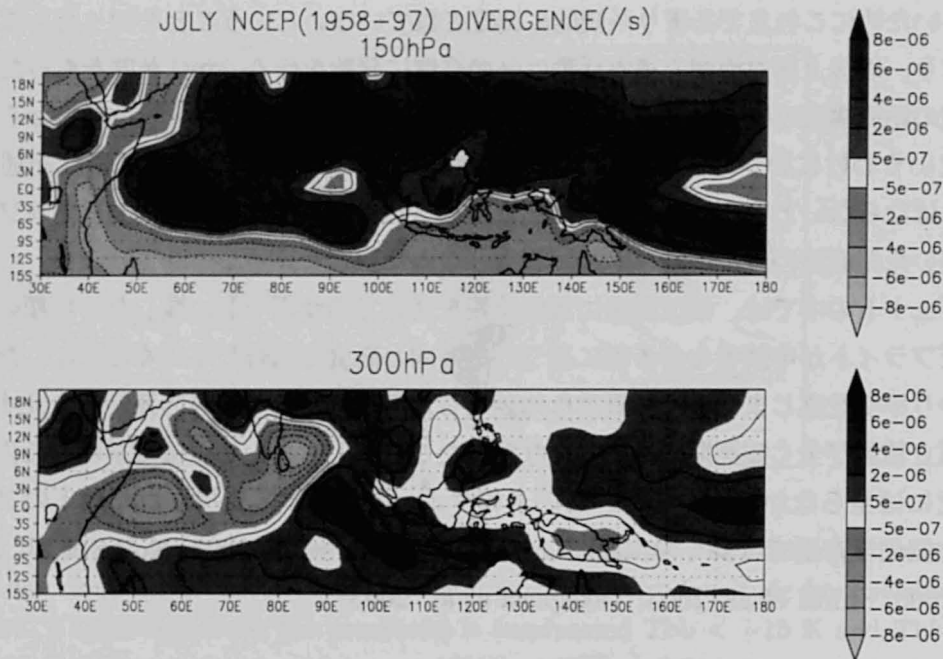 JULY NCEP(1958-97) DIVERGENCE(/s)
150hPa
18N
15N
12N
9N
6N
3N
EQ
3S
6S
9S
12S
15S
30E 40E 50E 60E 70E 80E 90E 100E 110E 120E 130E 140E 150E 160E 170E 180
8e-06
6e-06
4e-06
2e-06
5e-07
-5e-07
-2e-06
-4e-06
-6e-06
-8e-06
300hPa
18N
15N
12N
9N
6N
3N
EQ
3S
6S
9S
12S
15S
30E 40E 50E 60E 70E 80E 90E 100E 110E 120E 130E 140E 150E 160E 170E 180
8e-06
6e-06
4e-06
2e-06
5e-07
-5e-07
-2e-06
-4e-06
-6e-06
-8e-06